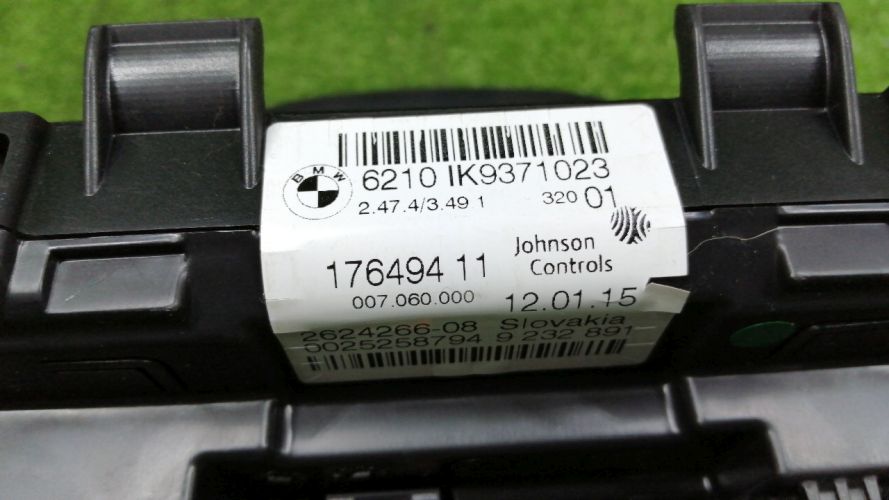 BMW
6210 IK9371023
2.47.4/3.49 1 320 01
Johnson
Controls
176494 11
007.060.000 12.01.15
2624266-08 Slovakia
0025258794 9 232 891